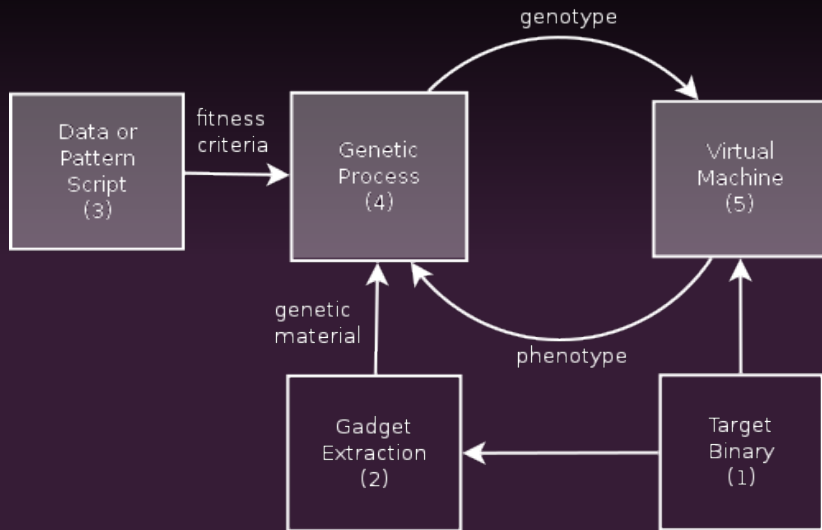 genotype
Data or
Pattern
Script
(3)
fitness
criteria
Genetic
Process
(4)
Virtual
Machine
(5)
genetic
material
phenotype
Gadget
Extraction
(2)
Target
Binary
(1)